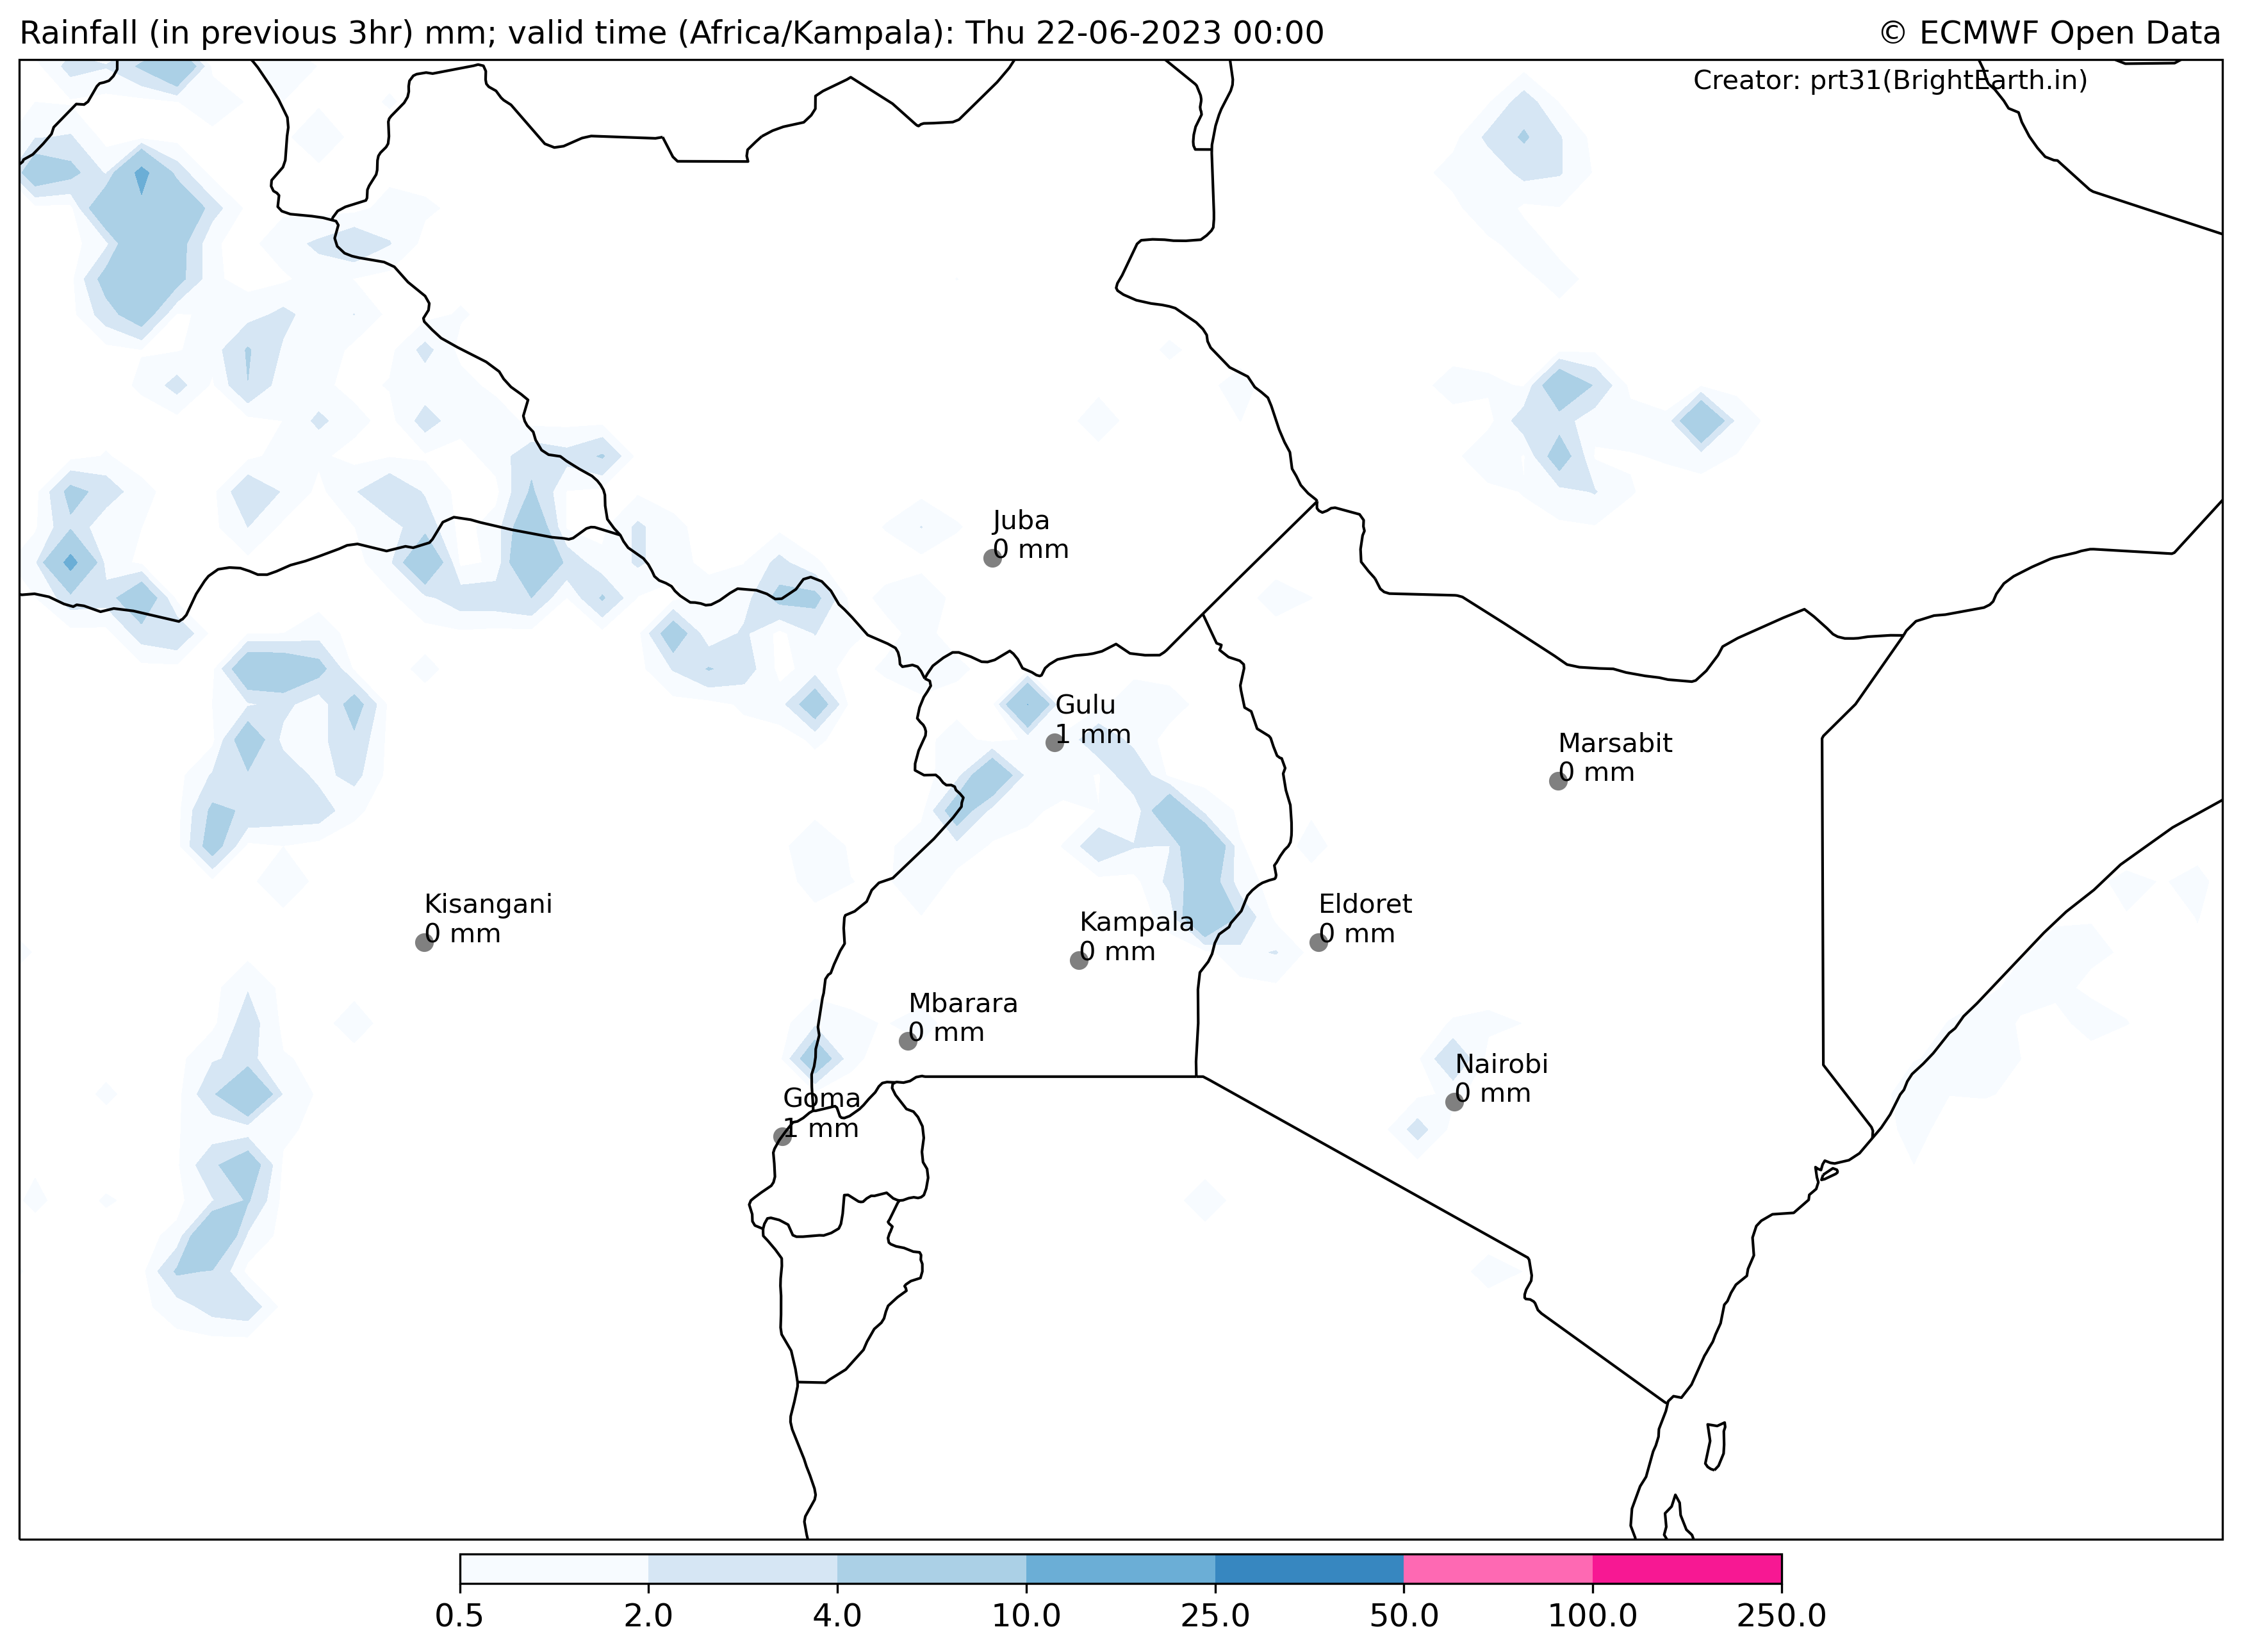 Rainfall (in previous 3hr) mm; valid time (Africa/Kampala): Thu 22-06-2023 00:00
© ECMWF Open Data
Creator: prt31(BrightEarth.in)
Juba
0 mm
Gulu
1 mm
Marsabit
0 mm
Kisangani
0 mm
Kampala
0 mm
Eldoret
0 mm
Mbarara
0 mm
Nairobi
0 mm
Goma
1 mm
0.5 2.0 4.0 10.0 25.0 50.0 100.0 250.0